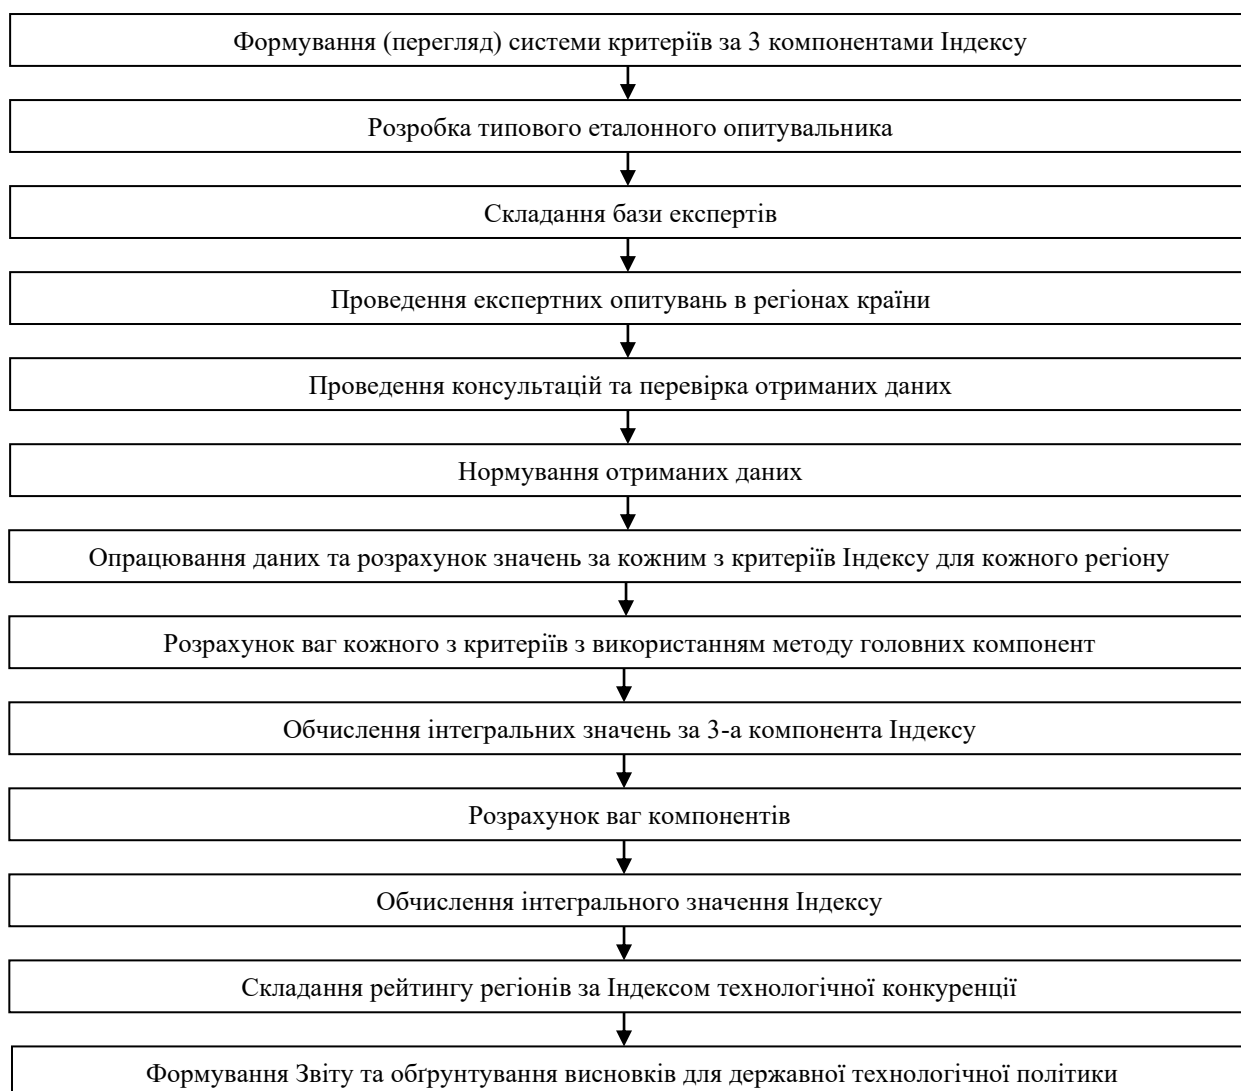 Формування (перегляд) системи критеріїв за 3 компонентами Індексу
Розробка типового еталонного опитувальника
Складання бази експертів
Проведення експертних опитувань в регіонах країни
Проведення консультацій та перевірка отриманих даних
Нормування отриманих даних
Опрацювання даних та розрахунок значень за кожним з критеріїв Індексу для кожного регіону
Розрахунок ваг кожного з критеріїв з використанням методу головних компонент
Обчислення інтегральних значень за 3-а компонента Індексу
Розрахунок ваг компонентів
Обчислення інтегрального значення Індексу
Складання рейтингу регіонів за Індексом технологічної конкуренції
Формування Звіту та обґрунтування висновків для державної технологічної політики